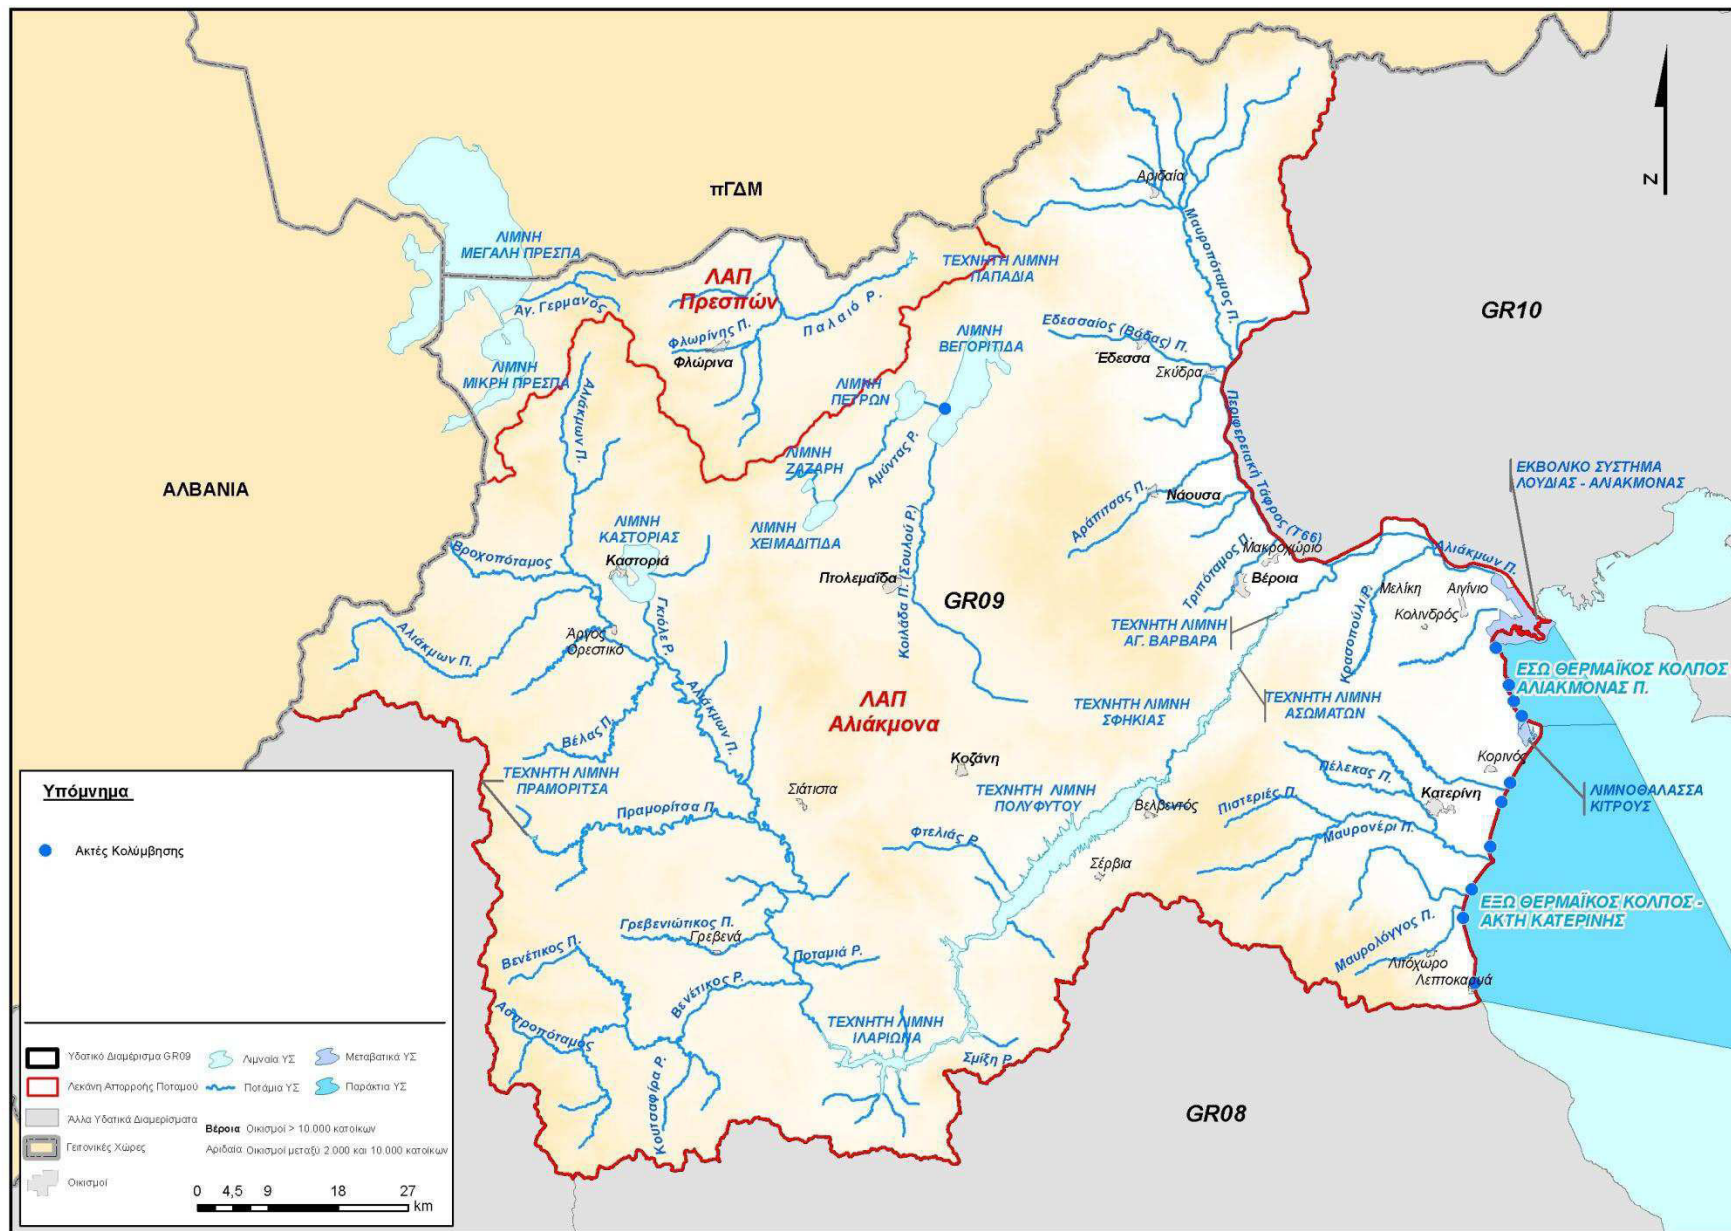 πΓΔΜ
ΑΛΒΑΝΙΑ
GR10
GR09
GR08
Z
ΛΙΜΝΗ
ΜΕΓΑΛΗ ΠΡΕΣΠΑ
Αγ. Γερμανός
ΛΙΜΝΗ
ΜΙΚΡΗ ΠΡΕΣΠΑ
ΛΑΠ
Πρεσπών
Φλωρίνης Π.
Φλώρινα
Παλαιό Ρ.
ΤΕΧΝΗΤΗ ΛΙΜΝΗ
ΠΑΠΑΔΙΑ
ΛΙΜΝΗ
ΒΕΓΟΡΙΤΙΔΑ
ΛΙΜΝΗ
ΠΕΤΡΩΝ
ΛΙΜΝΗ
ΖΑΖΑΡΗ
Αμύντας Ρ.
ΛΙΜΝΗ
ΧΕΙΜΑΔΙΤΙΔΑ
Αριδαία
Μαυροπόταμος Π.
Εδεσσαίος (Βόδας) Π.
Έδεσσα
Σκύδρα
Περιφερειακή Τάφρος (Τ66)
Αράπιτσας Π.
Νάουσα
Μακροχώριο
Τριπόταμος Π.
Βέροια
ΕΚΒΟΛΙΚΟ ΣΥΣΤΗΜΑ
ΛΟΥΔΙΑΣ - ΑΛΙΑΚΜΟΝΑΣ
Αλιάκμων Π.
Μελίκη
Αιγίνιο
Κολινδρός
Κρασοπούλι Ρ.
Αλιάκμων Π.
ΛΙΜΝΗ
ΚΑΣΤΟΡΙΑΣ
Καστοριά
Βροχοπόταμος
Γκιόλε Ρ.
Άργος
Ορεστικό
Αλιάκμων Π.
Πτολεμαΐδα
Κοιλάδα Π. (Σουλού Ρ.)
ΤΕΧΝΗΤΗ ΛΙΜΝΗ
ΑΓ. ΒΑΡΒΑΡΑ
ΤΕΧΝΗΤΗ ΛΙΜΝΗ
ΑΣΩΜΑΤΩΝ
ΤΕΧΝΗΤΗ ΛΙΜΝΗ
ΣΦΗΚΙΑΣ
ΕΣΩ ΘΕΡΜΑΪΚΟΣ ΚΟΛΠΟΣ -
ΑΛΙΑΚΜΟΝΑΣ Π.
ΛΑΠ
Αλιάκμονα
Αλιάκμων Π.
Βέλας Π.
ΤΕΧΝΗΤΗ ΛΙΜΝΗ
ΠΡΑΜΟΡΙΤΣΑ
Πραμορίτσα Π.
Σιάτιστα
Κοζάνη
ΤΕΧΝΗΤΗ ΛΙΜΝΗ
ΠΟΛΥΦΥΤΟΥ
Βελβεντός
Σέρβια
Φτελιάς Ρ.
Κορινός
Πέλεκας Π.
Κατερίνη
Πιστεριές Π.
Μαυρονέρι Π.
ΛΙΜΝΟΘΑΛΑΣΣΑ
ΚΙΤΡΟΥΣ
ΕΞΩ ΘΕΡΜΑΪΚΟΣ ΚΟΛΠΟΣ -
ΑΚΤΗ ΚΑΤΕΡΙΝΗΣ
Μαυρολόγγος Π.
Λιτόχωρο
Λεπτοκαρυά
Γρεβενιώτικος Π.
Γρεβενά
Βενέτικος Π.
Ποταμιά Ρ.
Βενέτικος Ρ.
Ασπροπόταμος
Κουτσαφίρα Ρ.
ΤΕΧΝΗΤΗ ΛΙΜΝΗ
ΙΛΑΡΙΩΝΑ
Σμίξη Ρ.
Υπόμνημα
Ακτές Κολύμβησης
Υδατικό Διαμέρισμα GR09
Λιμναία ΥΣ
Μεταβατικά ΥΣ
Λεκάνη Απορροής Ποταμού
Ποτάμια ΥΣ
Παράκτια ΥΣ
Άλλα Υδατικά Διαμερίσματα
Βέροια Οικισμοί > 10.000 κατοίκων
Γειτονικές Χώρες
Αριδαία Οικισμοί μεταξύ 2.000 και 10.000 κατοίκων
Οικισμοί
0 4,5 9 18 27
km